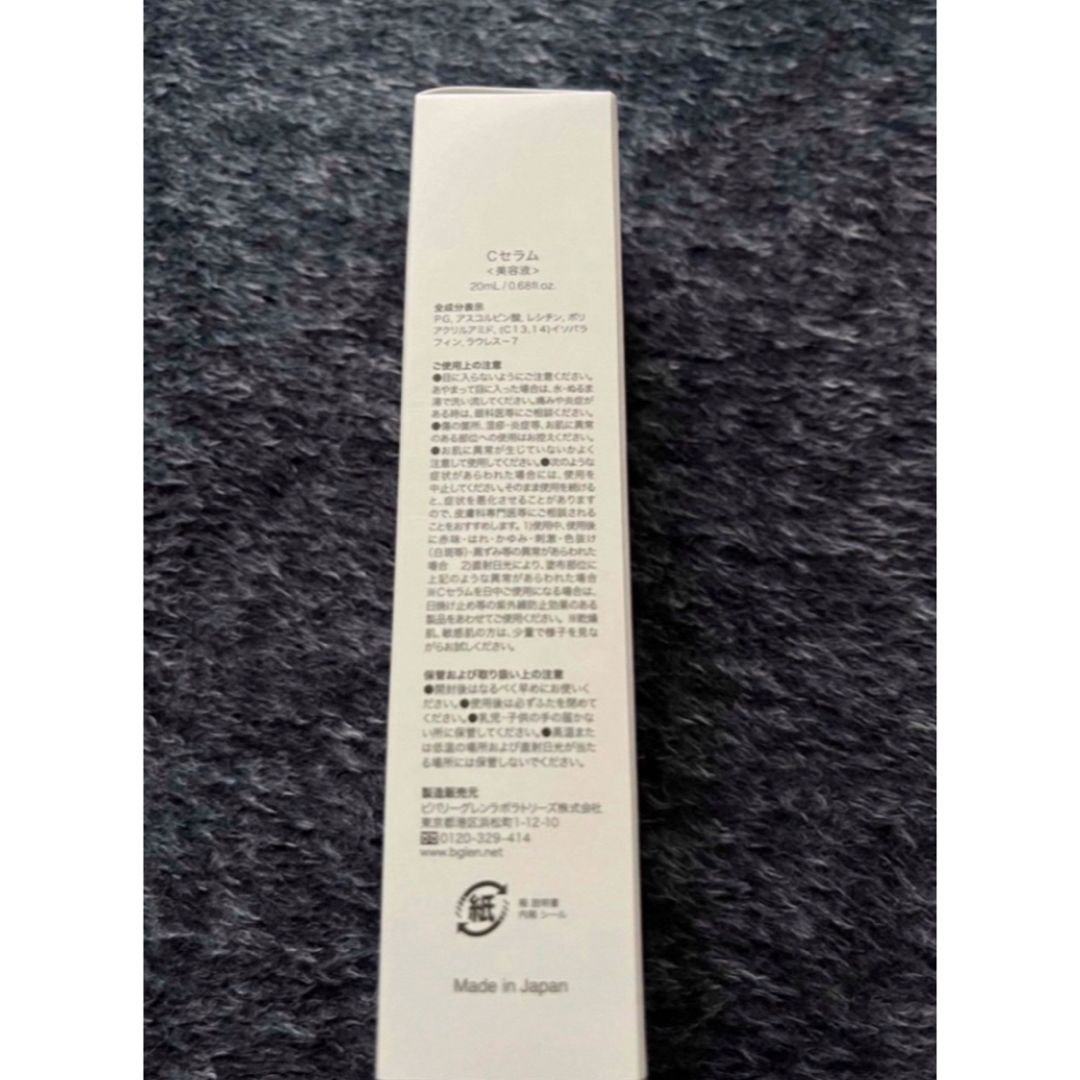 Cセラム
<美容液>
20mL / 0.68fl.oz.
全成分表示
PG, アスコルビン酸, レシチン, ポリ
アクリルアミド, (C13,14)イソパラ
フィン, ラウレス－7
ご使用上の注意
●目に入らないようにご注意ください。
あやまって目に入った場合は、水・ぬるま
湯で洗い流してください。痛みや炎症が
ある時は、眼科医等にご相談ください。
●傷の箇所、湿疹・炎症等、お肌に異常
のある部位への使用はお控えください。
●お肌に異常が生じていないかよく
注意して使用してください。●次のような
症状があらわれた場合には、使用を
中止してください。そのまま使用を続ける
と、症状を悪化させることがあります
ので、皮膚科専門医等にご相談される
ことをおすすめします。1)使用中、使用後
に赤味・はれ・かゆみ・刺激・色抜け
(白斑等)・黒ずみ等の異常があらわれた
場合　2)直射日光により、塗布部位に
上記のような異常があらわれた場合
※Cセラムを日中ご使用になる場合は、
日焼け止め等の紫外線防止効果のある
製品をあわせてご使用ください。 ※乾燥
肌、敏感肌の方は、少量で様子を見な
がらお試しください。
保管および取り扱い上の注意
●開封後はなるべく早めにお使いく
ださい。●使用後は必ずふたを閉めて
ください。●乳児・子供の手の届かな
い所に保管してください。●高温また
は低温の場所および直射日光が当た
る場所には保管しないでください。
製造販売元
ビバリーグレンラボラトリーズ株式会社
東京都港区浜松町1-12-10
0120-329-414
www.bglen.net
紙
箱 説明書
内箱 シール
Made in Japan